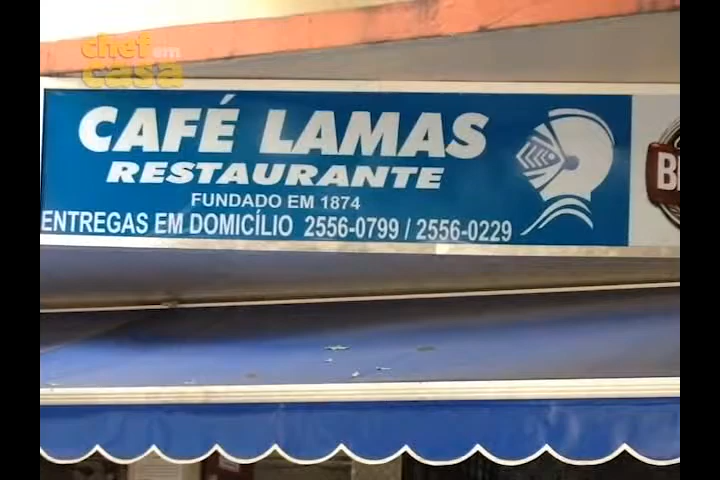 chef em
casa
CAFÉ LAMAS
RESTAURANTE
FUNDADO EM 1874
ENTREGAS EM DOMICÍLIO 2556-0799 / 2556-0229